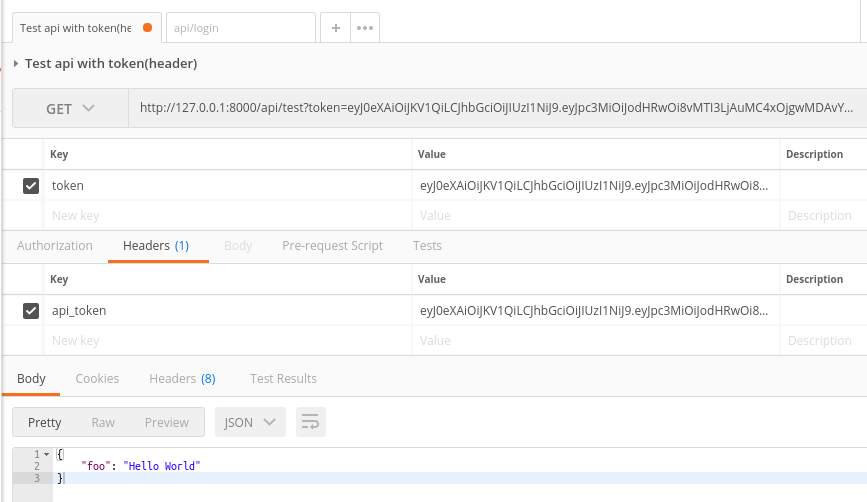 Test api with token(he
api/login
+
Test api with token(header)
GET
http://127.0.0.1:8000/api/test?token=eyJ0eXAiOiJKV1QiLCJhbGciOiJIUzI1NiJ9.eyJpc3MiOiJodHRwOi8vMTI3LjAuMC4xOjgwMDAvY...
Key Value Description
token eyJ0eXAiOiJKV1QiLCJhbGciOiJIUzI1NiJ9.eyJpc3MiOiJodHRwOi8...
New key Value Description
Authorization Headers (1) Body Pre-request Script Tests
Key Value Description
api_token eyJ0eXAiOiJKV1QiLCJhbGciOiJIUzI1NiJ9.eyJpc3MiOiJodHRwOi8...
New key Value Description
Body Cookies Headers (8) Test Results
Pretty Raw Preview JSON
1 {
2 "foo": "Hello World"
3 }